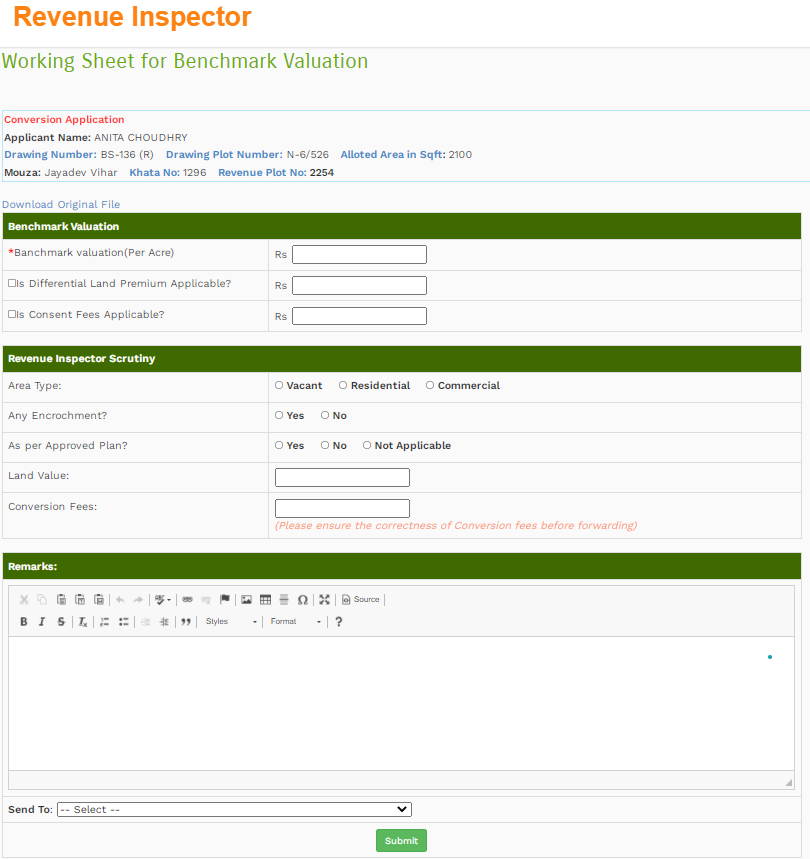 Revenue Inspector
Working Sheet for Benchmark Valuation
Conversion Application
Applicant Name: ANITA CHOUDHRY
Drawing Number: BS-136 (R) Drawing Plot Number: N-6/526 Alloted Area in Sqft: 2100
Mouza: Jayadev Vihar Khata No: 1296 Revenue Plot No: 2254
Download Original File
Benchmark Valuation
*Banchmark valuation(Per Acre) Rs
Is Differential Land Premium Applicable? Rs
Is Consent Fees Applicable? Rs
Revenue Inspector Scrutiny
Area Type: Vacant Residential Commercial
Any Encrochment? Yes No
As per Approved Plan? Yes No Not Applicable
Land Value:
Conversion Fees:
(Please ensure the correctness of Conversion fees before forwarding)
Remarks:
Source
B I S Styles Format ?
Send To: -- Select --
Submit